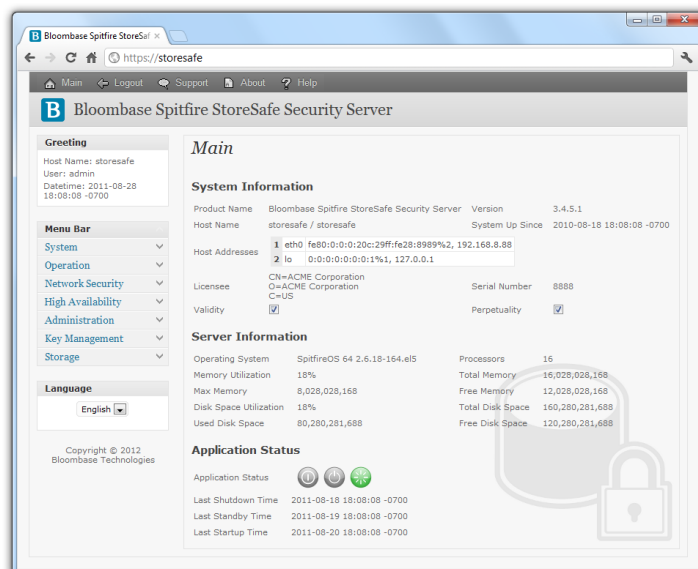 Bloombase Spitfire StoreSaf
https://storesafe
Main Logout Support About Help
B Bloombase Spitfire StoreSafe Security Server
Greeting
Host Name: storesafe
User: admin
Datetime: 2011-08-28
18:08:08 -0700
Menu Bar
System
Operation
Network Security
High Availability
Administration
Key Management
Storage
Language
English
Copyright © 2012
Bloombase Technologies
Main
System Information
Product Name Bloombase Spitfire StoreSafe Security Server Version 3.4.5.1
Host Name storesafe / storesafe System Up Since 2010-08-18 18:08:08 -0700
Host Addresses
1 eth0 fe80:0:0:0:20c:29ff:fe28:8989%2, 192.168.8.88
2 lo 0:0:0:0:0:0:0:1%1, 127.0.0.1
Licensee
CN=ACME Corporation
O=ACME Corporation
C=US
Serial Number 8888
Validity Perpetuality
Server Information
Operating System SpitfireOS 64 2.6.18-164.el5 Processors 16
Memory Utilization 18% Total Memory 16,028,028,168
Max Memory 8,028,028,168 Free Memory 12,028,028,168
Disk Space Utilization 18% Total Disk Space 160,280,281,688
Used Disk Space 80,280,281,688 Free Disk Space 120,280,281,688
Application Status
Application Status
Last Shutdown Time 2011-08-18 18:08:08 -0700
Last Standby Time 2011-08-19 18:08:08 -0700
Last Startup Time 2011-08-20 18:08:08 -0700